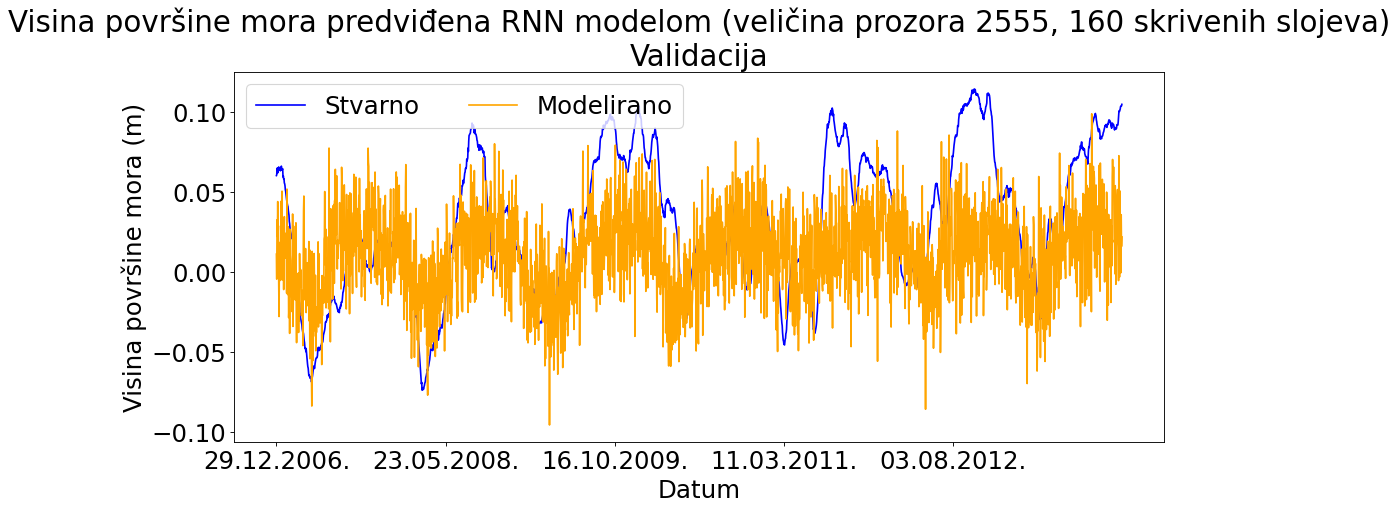 Visina površine mora predviđena RNN modelom (veličina prozora 2555, 160 skrivenih slojeva)
Validacija
Stvarno Modelirano
Visina površine mora (m)
0.10
0.05
0.00
−0.05
−0.10
29.12.2006. 23.05.2008. 16.10.2009. 11.03.2011. 03.08.2012.
Datum